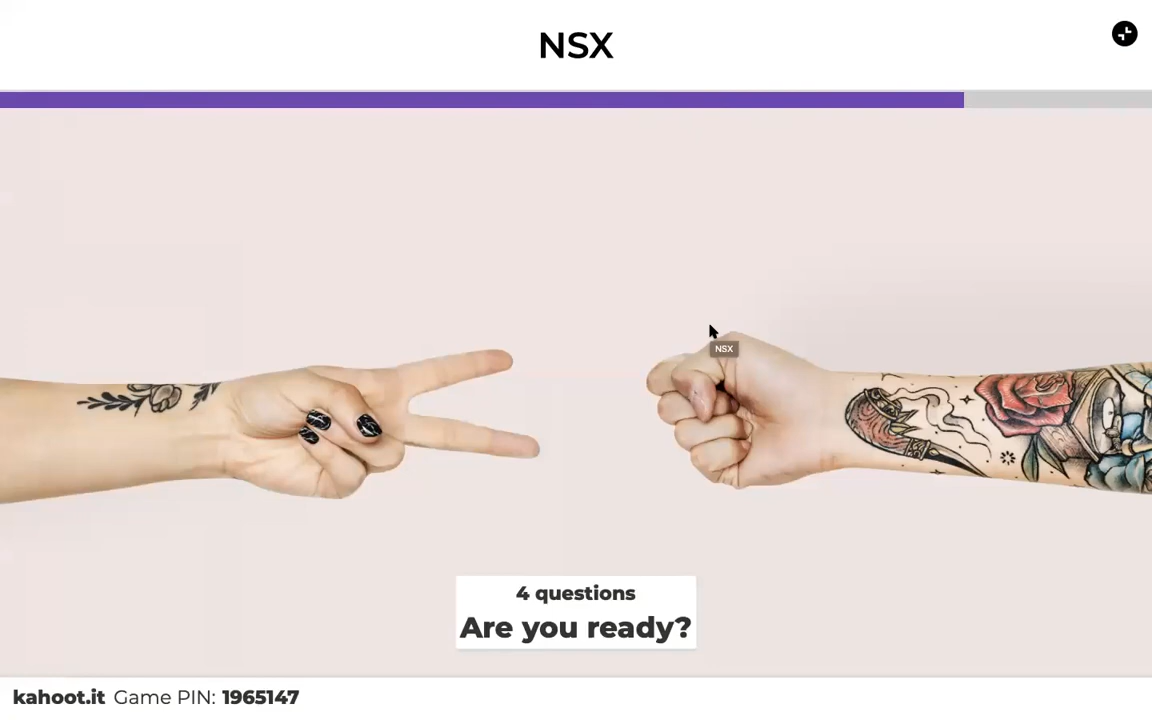 NSX
NSX
4 questions
Are you ready?
kahoot.it Game PIN: 1965147